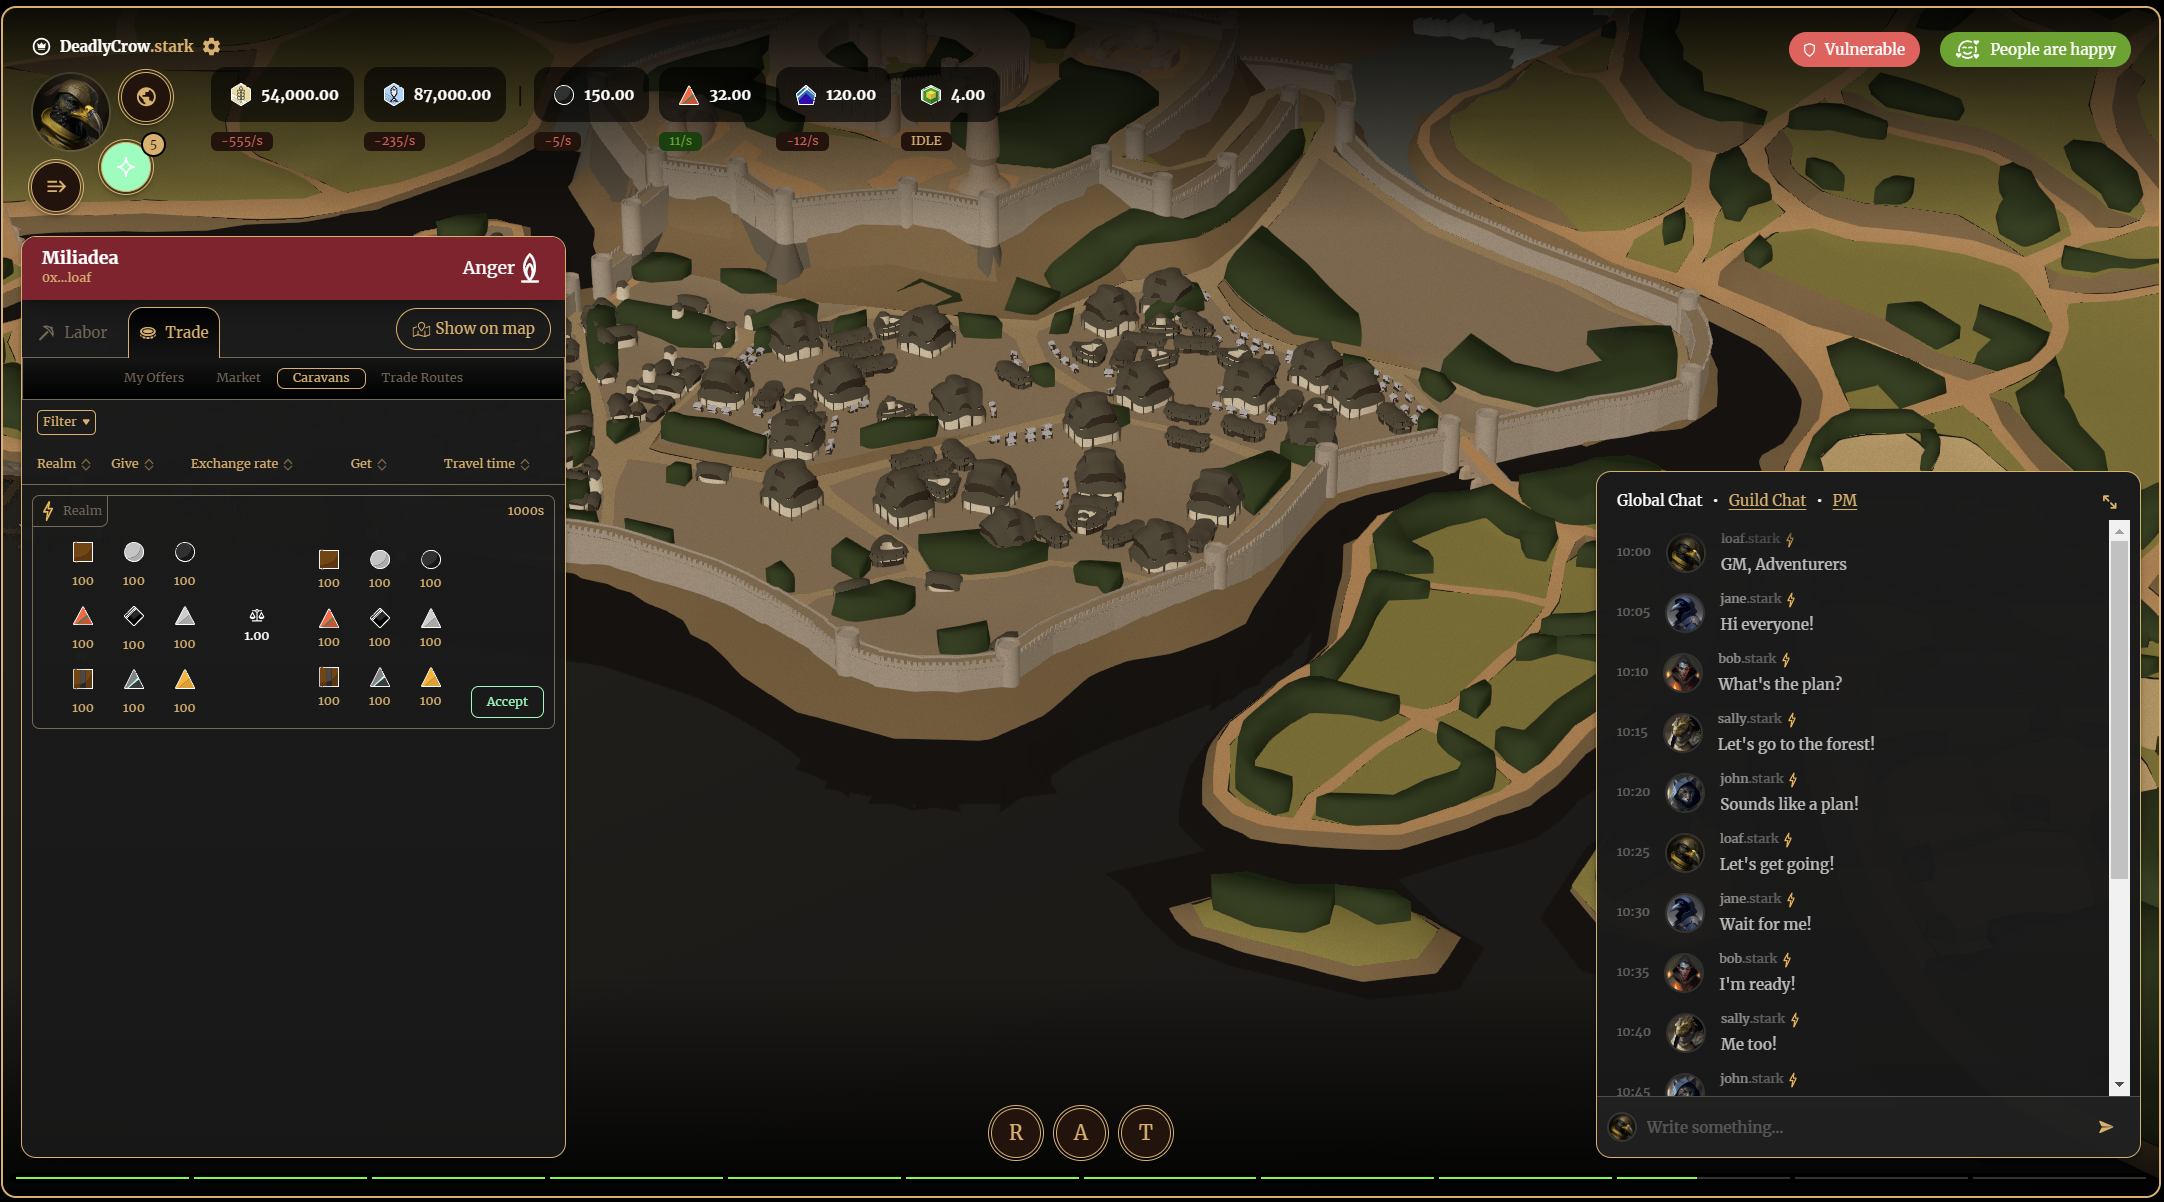 DeadlyCrow.stark
Vulnerable
People are happy
54,000.00
87,000.00
150.00
32.00
120.00
4.00
-555/s
-235/s
-5/s
11/s
-12/s
IDLE
5
Miliadea
0x...loaf
Anger
Labor
Trade
Show on map
My Offers
Market
Caravans
Trade Routes
Filter
Realm
Give
Exchange rate
Get
Travel time
Realm
1000s
100 100 100
100 100 100
100 100 100
1.00
100 100 100
100 100 100
100 100 100
Accept
Global Chat • Guild Chat • PM
loaf.stark
10:00
GM, Adventurers
jane.stark
10:05
Hi everyone!
bob.stark
10:10
What's the plan?
sally.stark
10:15
Let's go to the forest!
john.stark
10:20
Sounds like a plan!
loaf.stark
10:25
Let's get going!
jane.stark
10:30
Wait for me!
bob.stark
10:35
I'm ready!
sally.stark
10:40
Me too!
john.stark
10:45
Write something...
R A T